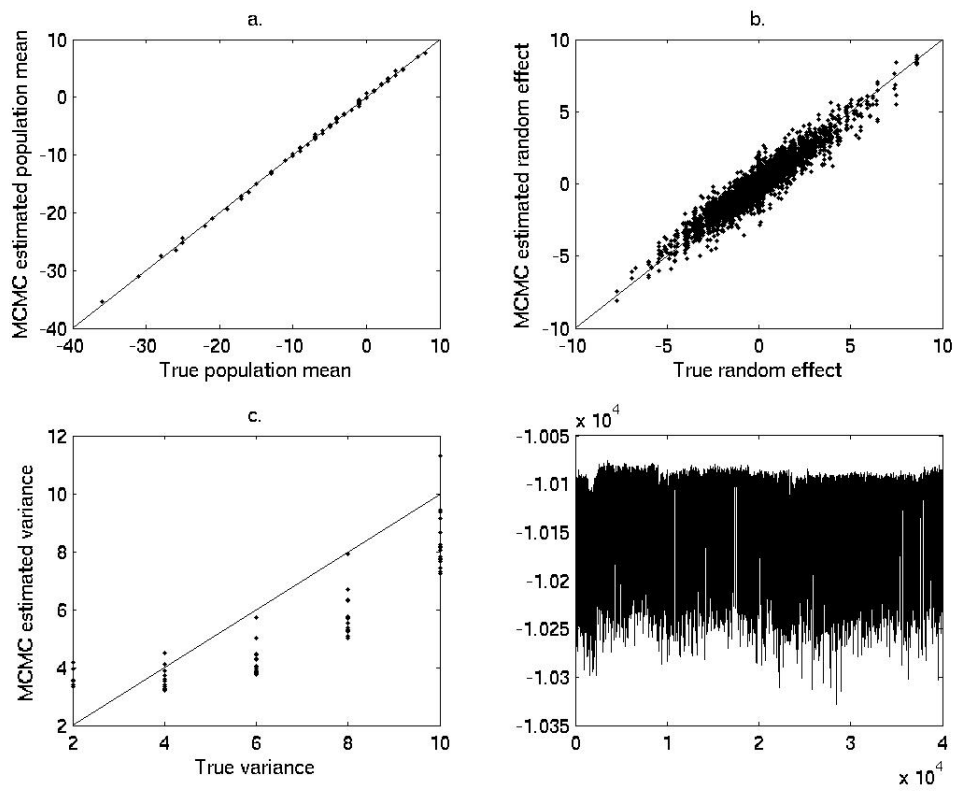 a.
10
0
-10
-20
-30
-40
-40 -30 -20 -10 0 10
MCMC estimated population mean
True population mean
b.
10
5
0
-5
-10
-10 -5 0 5 10
MCMC estimated random effect
True random effect
c.
12
10
8
6
4
2
2 4 6 8 10
MCMC estimated variance
True variance
x 10^4
-1.005
-1.01
-1.015
-1.02
-1.025
-1.03
-1.035
0 1 2 3 4
x 10^4